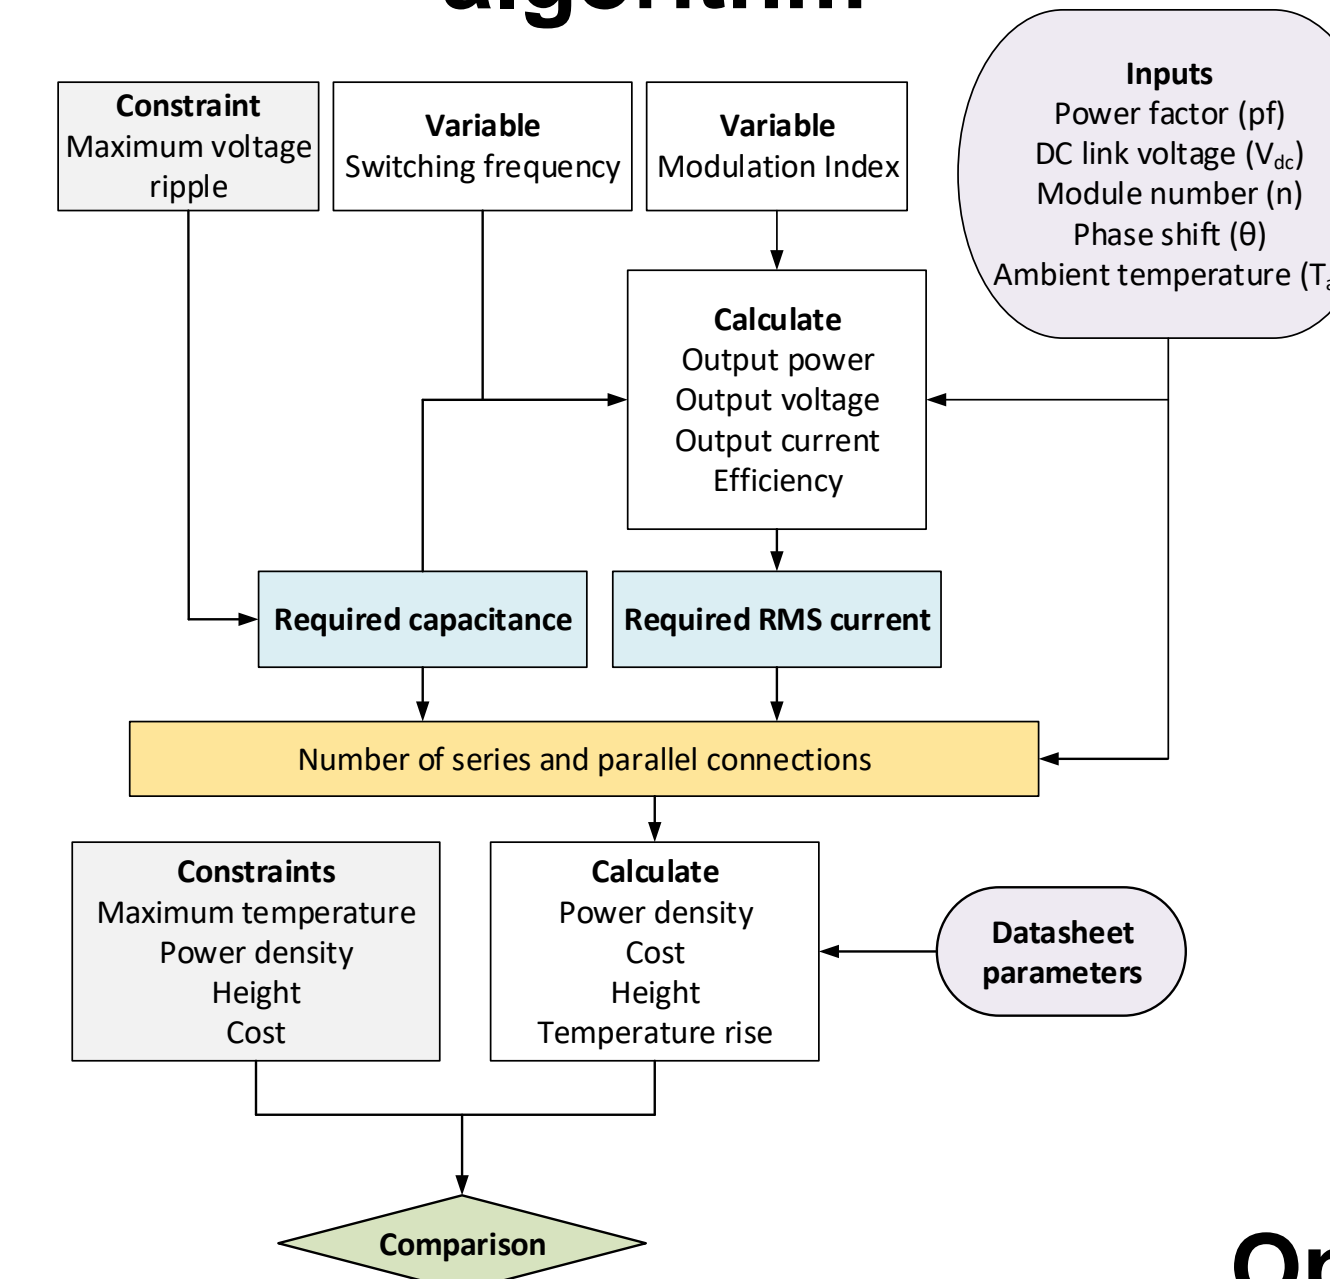 algorithm
Constraint
Maximum voltage
ripple
Variable
Switching frequency
Variable
Modulation Index
Inputs
Power factor (pf)
DC link voltage (Vdc)
Module number (n)
Phase shift (θ)
Ambient temperature (Ta
Calculate
Output power
Output voltage
Output current
Efficiency
Required capacitance
Required RMS current
Number of series and parallel connections
Constraints
Maximum temperature
Power density
Height
Cost
Calculate
Power density
Cost
Height
Temperature rise
Datasheet
parameters
Comparison